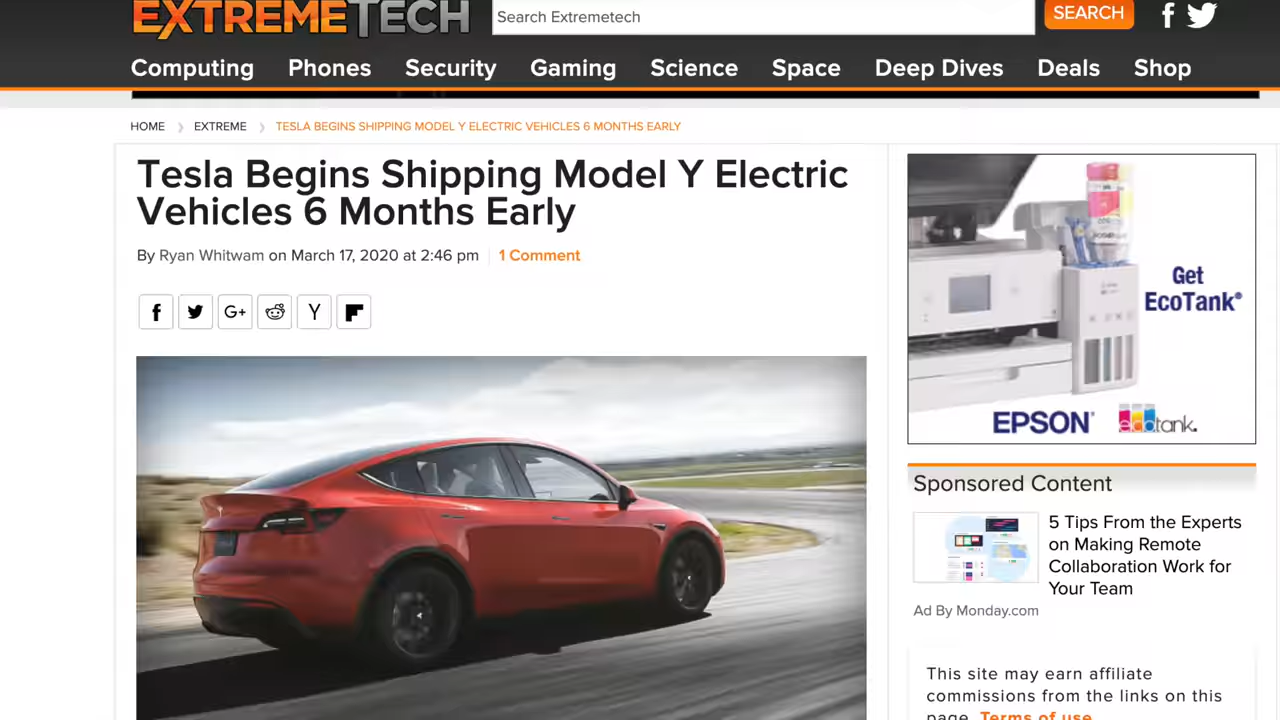 EXTREMETECH
Search Extremetech
SEARCH
Computing Phones Security Gaming Science Space Deep Dives Deals Shop
HOME EXTREME TESLA BEGINS SHIPPING MODEL Y ELECTRIC VEHICLES 6 MONTHS EARLY
Tesla Begins Shipping Model Y Electric
Vehicles 6 Months Early
By Ryan Whitwam on March 17, 2020 at 2:46 pm
1 Comment
G+
Y
Get
EcoTank®
EPSON®
ecotank.
Sponsored Content
5 Tips From the Experts
on Making Remote
Collaboration Work for
Your Team
Ad By Monday.com
This site may earn affiliate
commissions from the links on this
page. Terms of use.